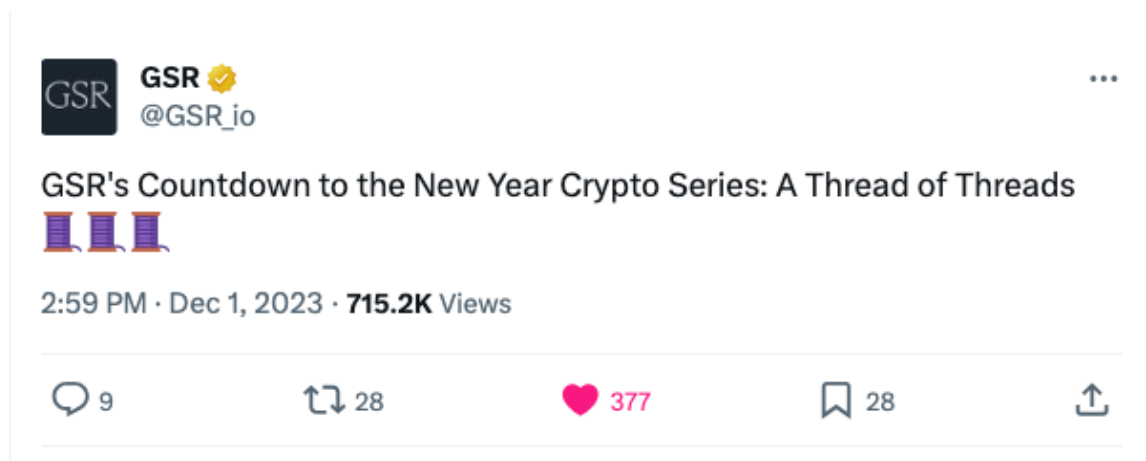 GSR
GSR
@GSR_io
GSR's Countdown to the New Year Crypto Series: A Thread of Threads
🧵🧵🧵
2:59 PM · Dec 1, 2023 · 715.2K Views
9 28 377 28